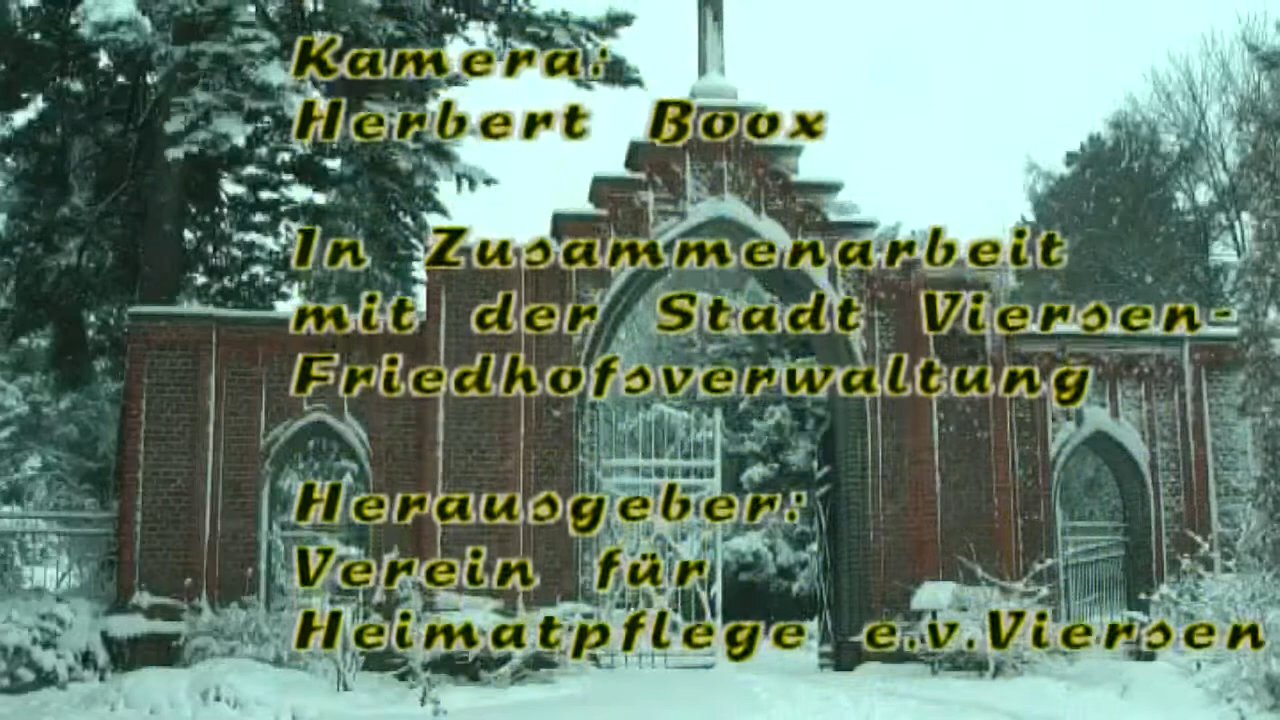 Kamera:
Herbert Boox
In Zusammenarbeit
mit der Stadt Viersen-
Friedhofsverwaltung
Herausgeber:
Verein für
Heimatpflege e.v.Viersen